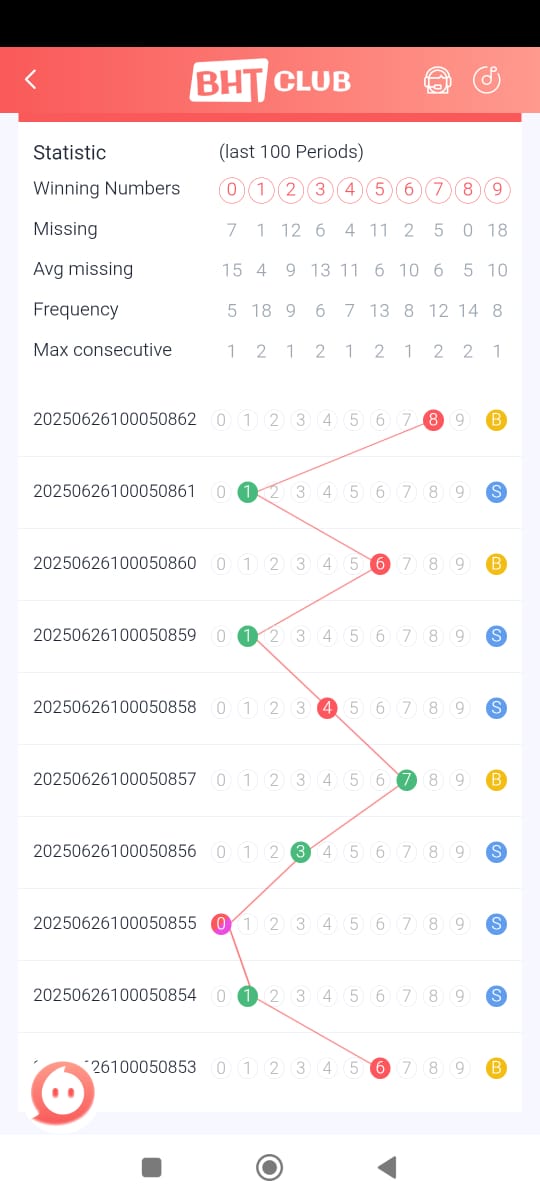 BHT CLUB
Statistic (last 100 Periods)
Winning Numbers 0 1 2 3 4 5 6 7 8 9
Missing 7 1 12 6 4 11 2 5 0 18
Avg missing 15 4 9 13 11 6 10 6 5 10
Frequency 5 18 9 6 7 13 8 12 14 8
Max consecutive 1 2 1 2 1 2 1 2 2 1
20250626100050862 0 1 2 3 4 5 6 7 8 9 B
20250626100050861 0 1 2 3 4 5 6 7 8 9 S
20250626100050860 0 1 2 3 4 5 6 7 8 9 B
20250626100050859 0 1 2 3 4 5 6 7 8 9 S
20250626100050858 0 1 2 3 4 5 6 7 8 9 S
20250626100050857 0 1 2 3 4 5 6 7 8 9 B
20250626100050856 0 1 2 3 4 5 6 7 8 9 S
20250626100050855 0 1 2 3 4 5 6 7 8 9 S
20250626100050854 0 1 2 3 4 5 6 7 8 9 S
26100050853 0 1 2 3 4 5 6 7 8 9 B